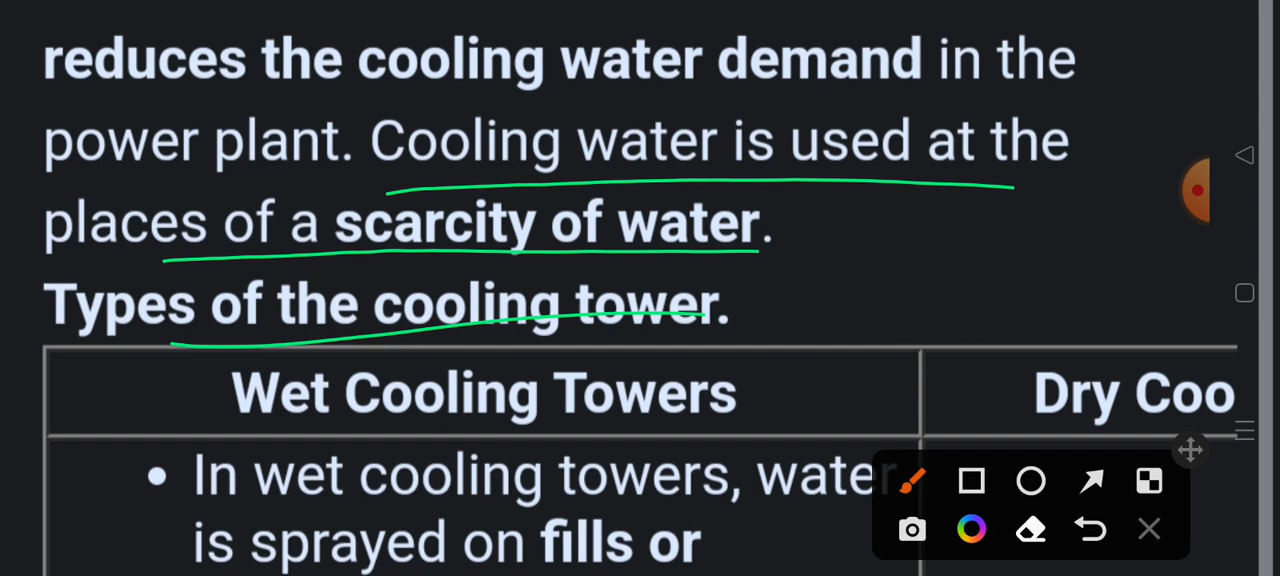 reduces the cooling water demand in the
power plant. Cooling water is used at the
places of a scarcity of water.
Types of the cooling tower.
Wet Cooling Towers
Dry Coo
In wet cooling towers, water
is sprayed on fills or